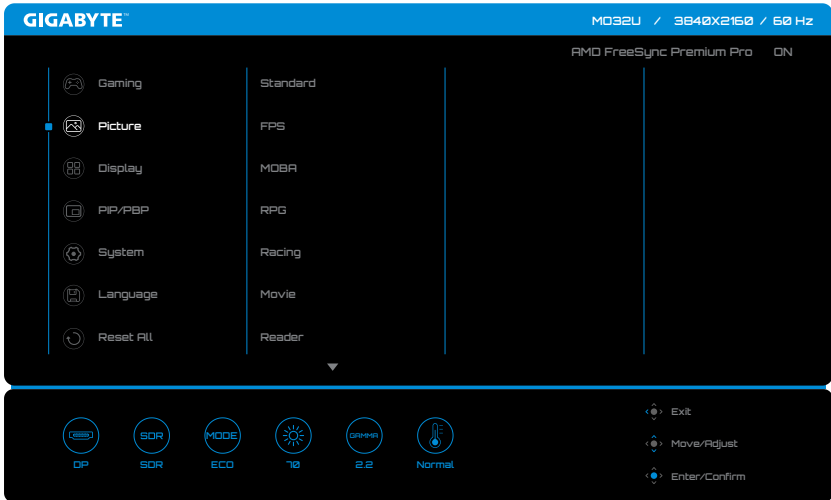 GIGABYTE™
MO32U / 3840X2160 / 60 Hz
AMD FreeSync Premium Pro ON
Gaming
Picture
Display
PIP/PBP
System
Language
Reset All
Standard
FPS
MOBA
RPG
Racing
Movie
Reader
SDR
MODE
GAMMA
DP
SDR
ECO
70
2.2
Normal
Exit
Move/Adjust
Enter/Confirm